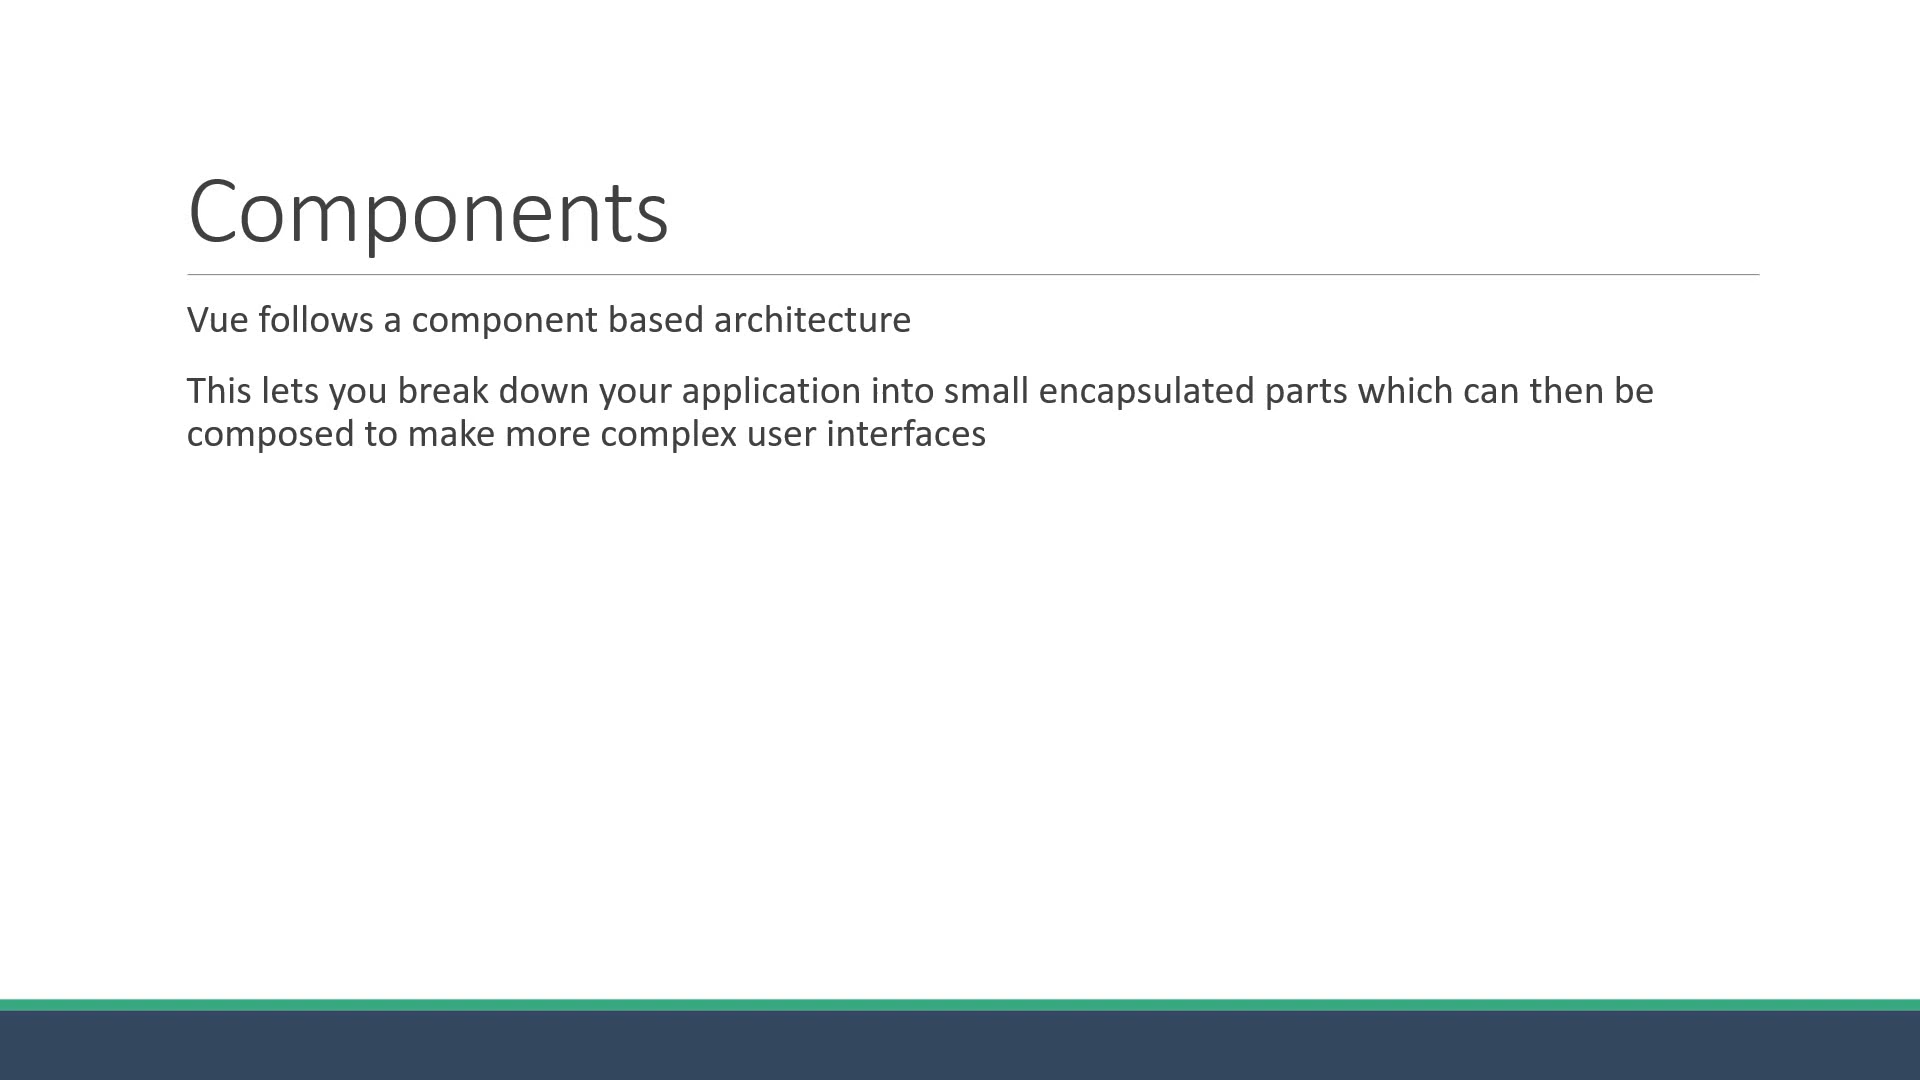 Components
Vue follows a component based architecture
This lets you break down your application into small encapsulated parts which can then be
composed to make more complex user interfaces